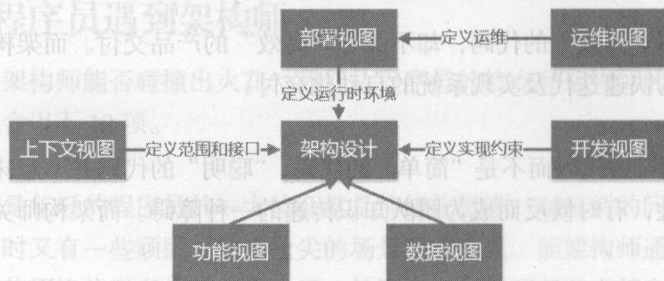 部署视图 定义运维 运维视图
定义运行时环境
上下文视图 定义范围和接口 架构设计 定义实现约束 开发视图
功能视图 数据视图